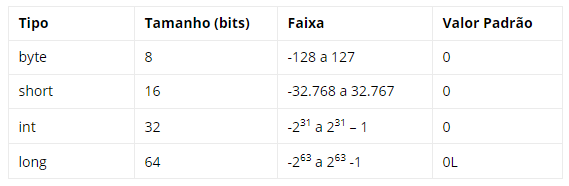 Tipo Tamanho (bits) Faixa Valor Padrão
byte 8 -128 a 127 0
short 16 -32.768 a 32.767 0
int 32 -2³¹ a 2³¹ – 1 0
long 64 -2⁶³ a 2⁶³ -1 0L